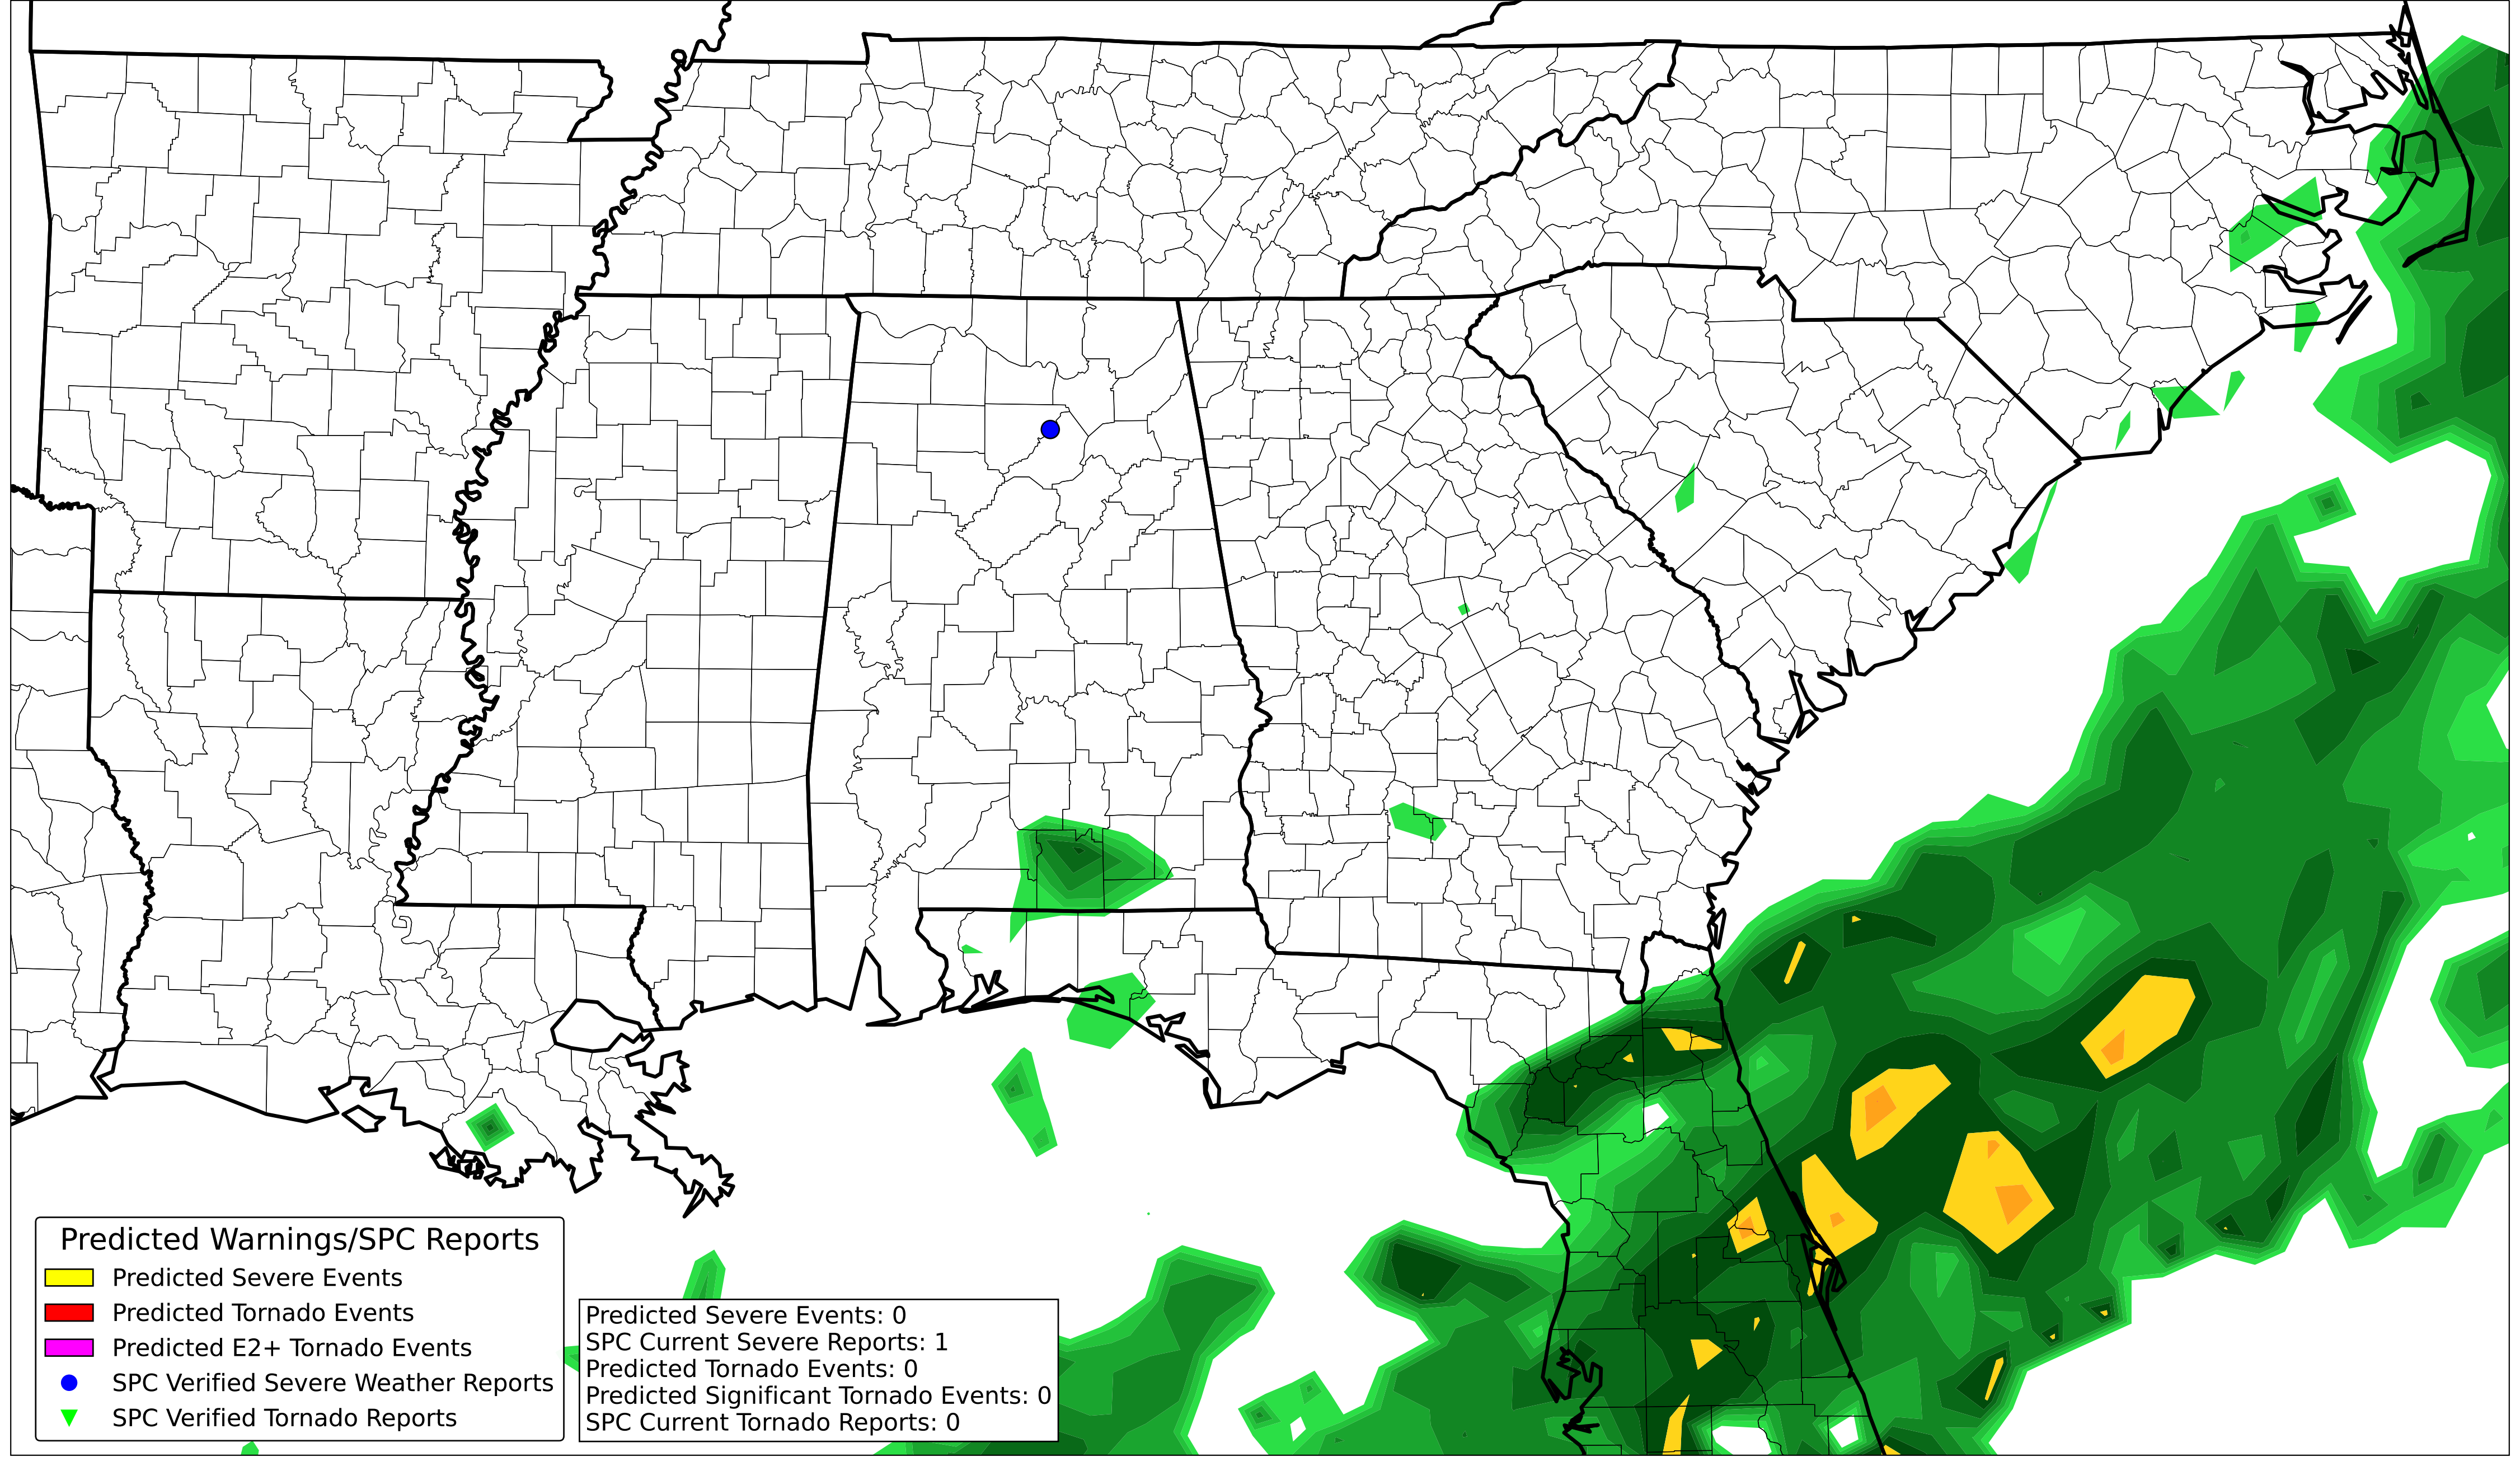 Predicted Warnings/SPC Reports
Predicted Severe Events
Predicted Tornado Events
Predicted E2+ Tornado Events
SPC Verified Severe Weather Reports
SPC Verified Tornado Reports
Predicted Severe Events: 0
SPC Current Severe Reports: 1
Predicted Tornado Events: 0
Predicted Significant Tornado Events: 0
SPC Current Tornado Reports: 0